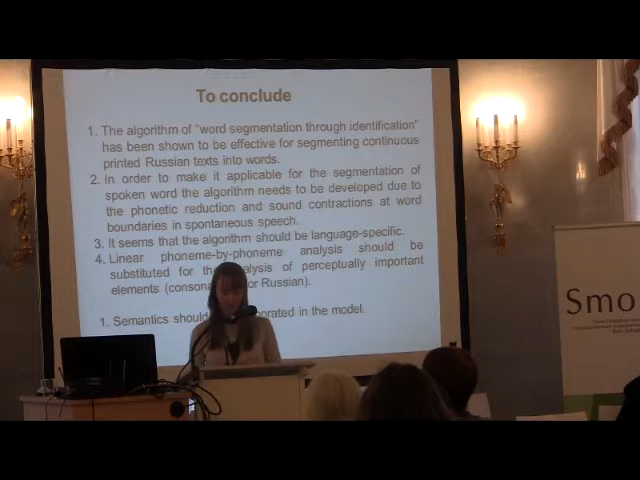 To conclude
1. The algorithm of "word segmentation through identification"
has been shown to be effective for segmenting continuous
printed Russian texts into words.
2. In order to make it applicable for the segmentation of
spoken word the algorithm needs to be developed due to
the phonetic reduction and sound contractions at word
boundaries in spontaneous speech.
3. It seems that the algorithm should be language-specific.
4. Linear phoneme-by-phoneme analysis should be
substituted for the analysis of perceptually important
elements (consona or Russian).
1. Semantics should orated in the model.
Smo